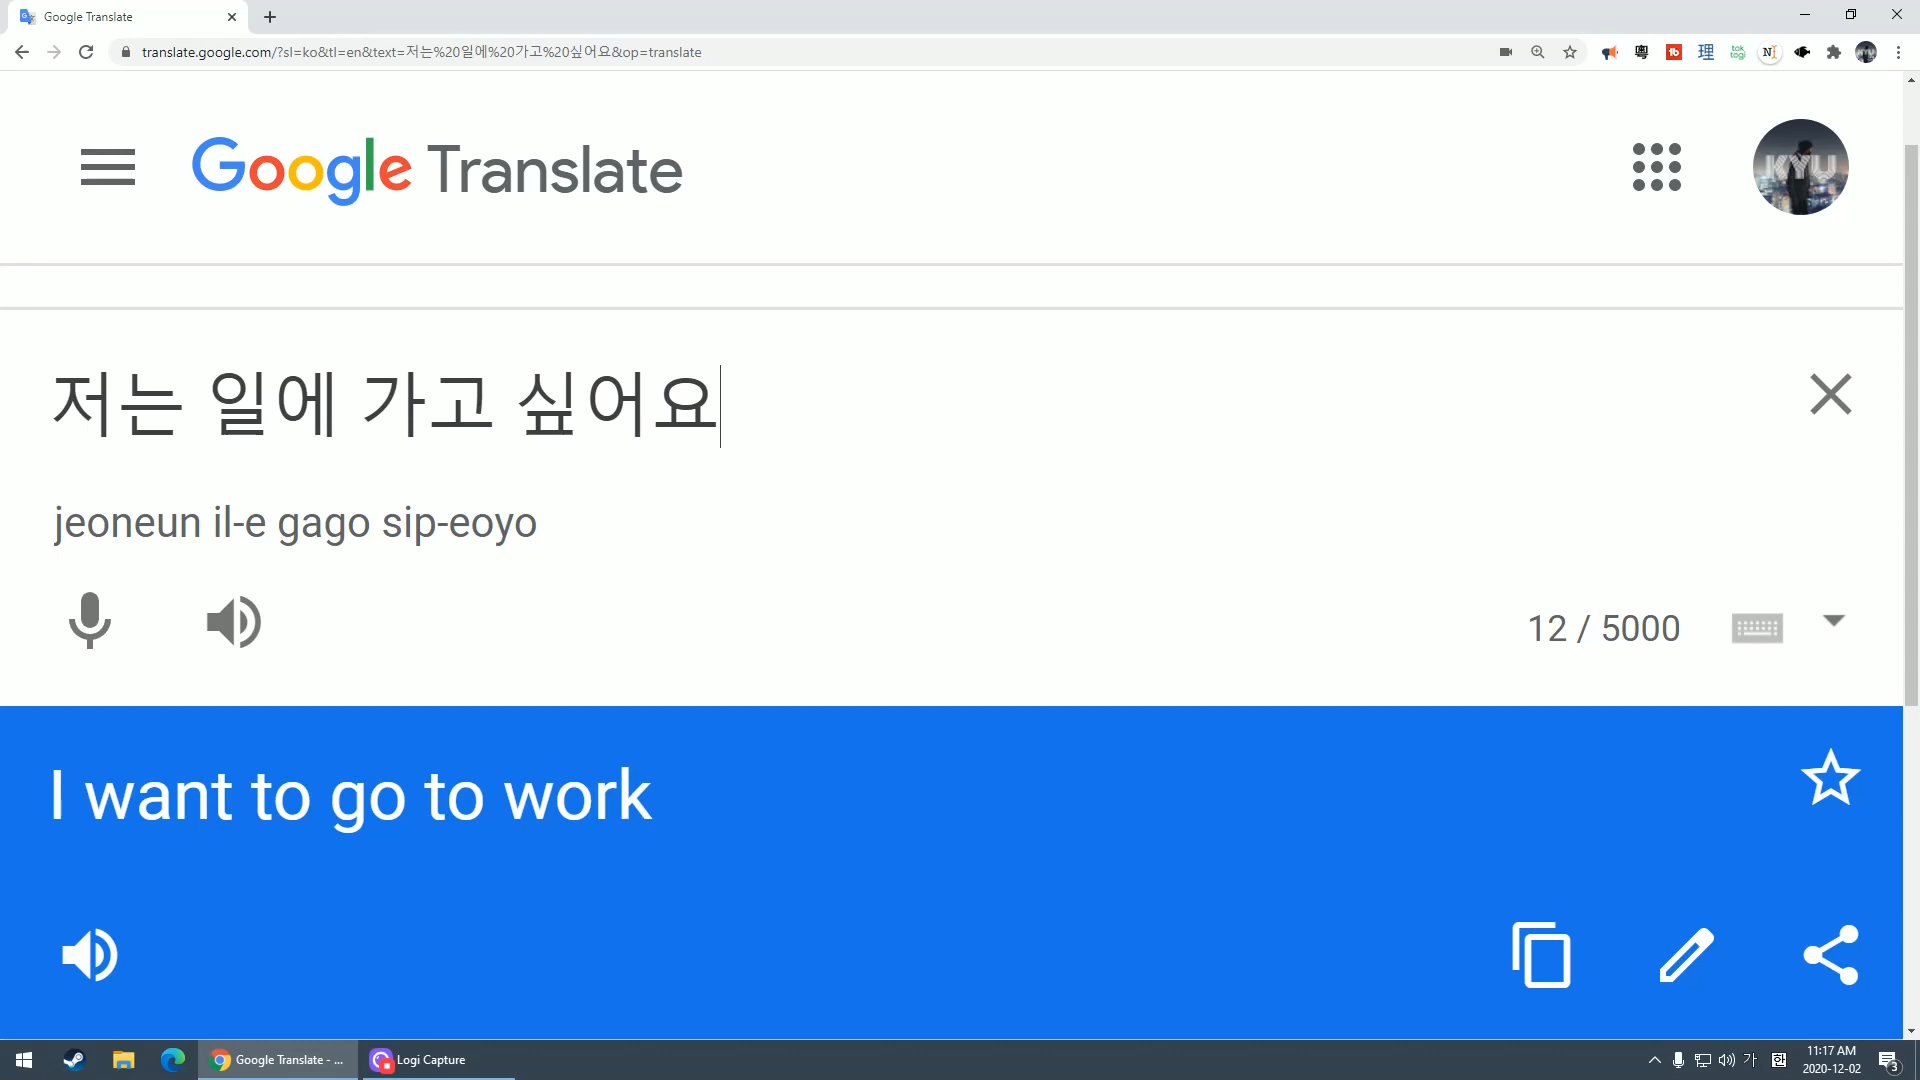 Google Translate
translate.google.com/?sl=ko&tl=en&text=저는%20일에%20가고%20싶어요&op=translate
Google Translate
KYU
저는 일에 가고 싶어요
jeoneun il-e gago sip-eoyo
12 / 5000
I want to go to work
Google Translate - ...
Logi Capture
가
11:17 AM
2020-12-02
3